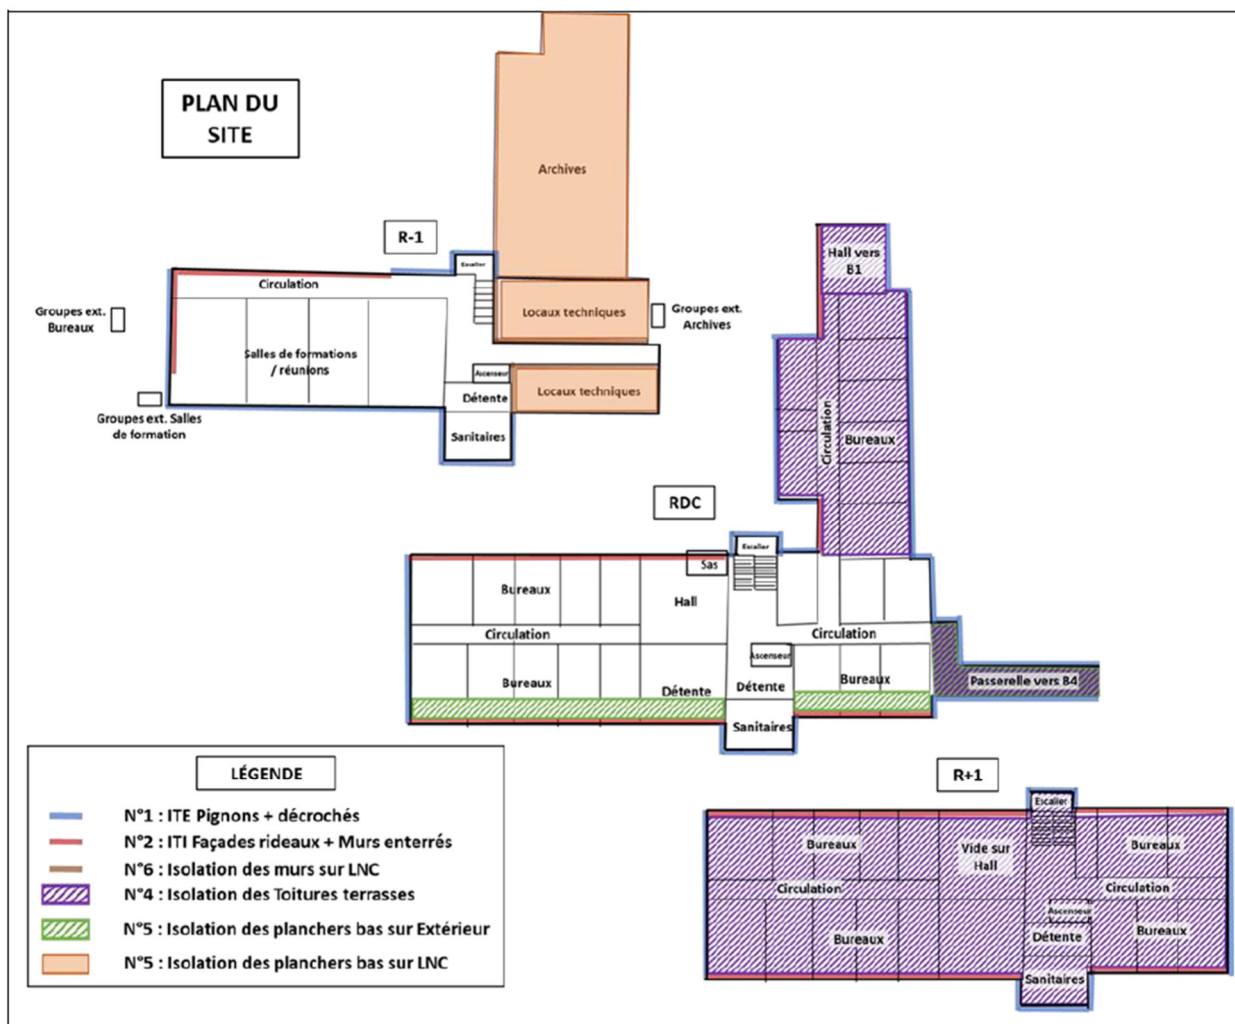 PLAN DU
SITE
Archives
R-1
Escalier
Circulation
Groupes ext.
Bureaux
Locaux techniques
Groupes ext.
Archives
Salles de formations
/ réunions
Ascenseur
Détente
Locaux techniques
Groupes ext. Salles
de formation
Sanitaires
Hall vers
B1
Circulation
Bureaux
RDC
Escalier
Sas
Bureaux
Hall
Circulation
Circulation
Ascenseur
Bureaux
Détente
Détente
Bureaux
Passerelle vers B4
Sanitaires
LÉGENDE
N°1 : ITE Pignons + décrochés
N°2 : ITI Façades rideaux + Murs enterrés
N°6 : Isolation des murs sur LNC
N°4 : Isolation des Toitures terrasses
N°5 : Isolation des planchers bas sur Extérieur
N°5 : Isolation des planchers bas sur LNC
R+1
Escalier
Bureaux
Vide sur
Hall
Bureaux
Circulation
Circulation
Ascenseur
Bureaux
Détente
Bureaux
Sanitaires